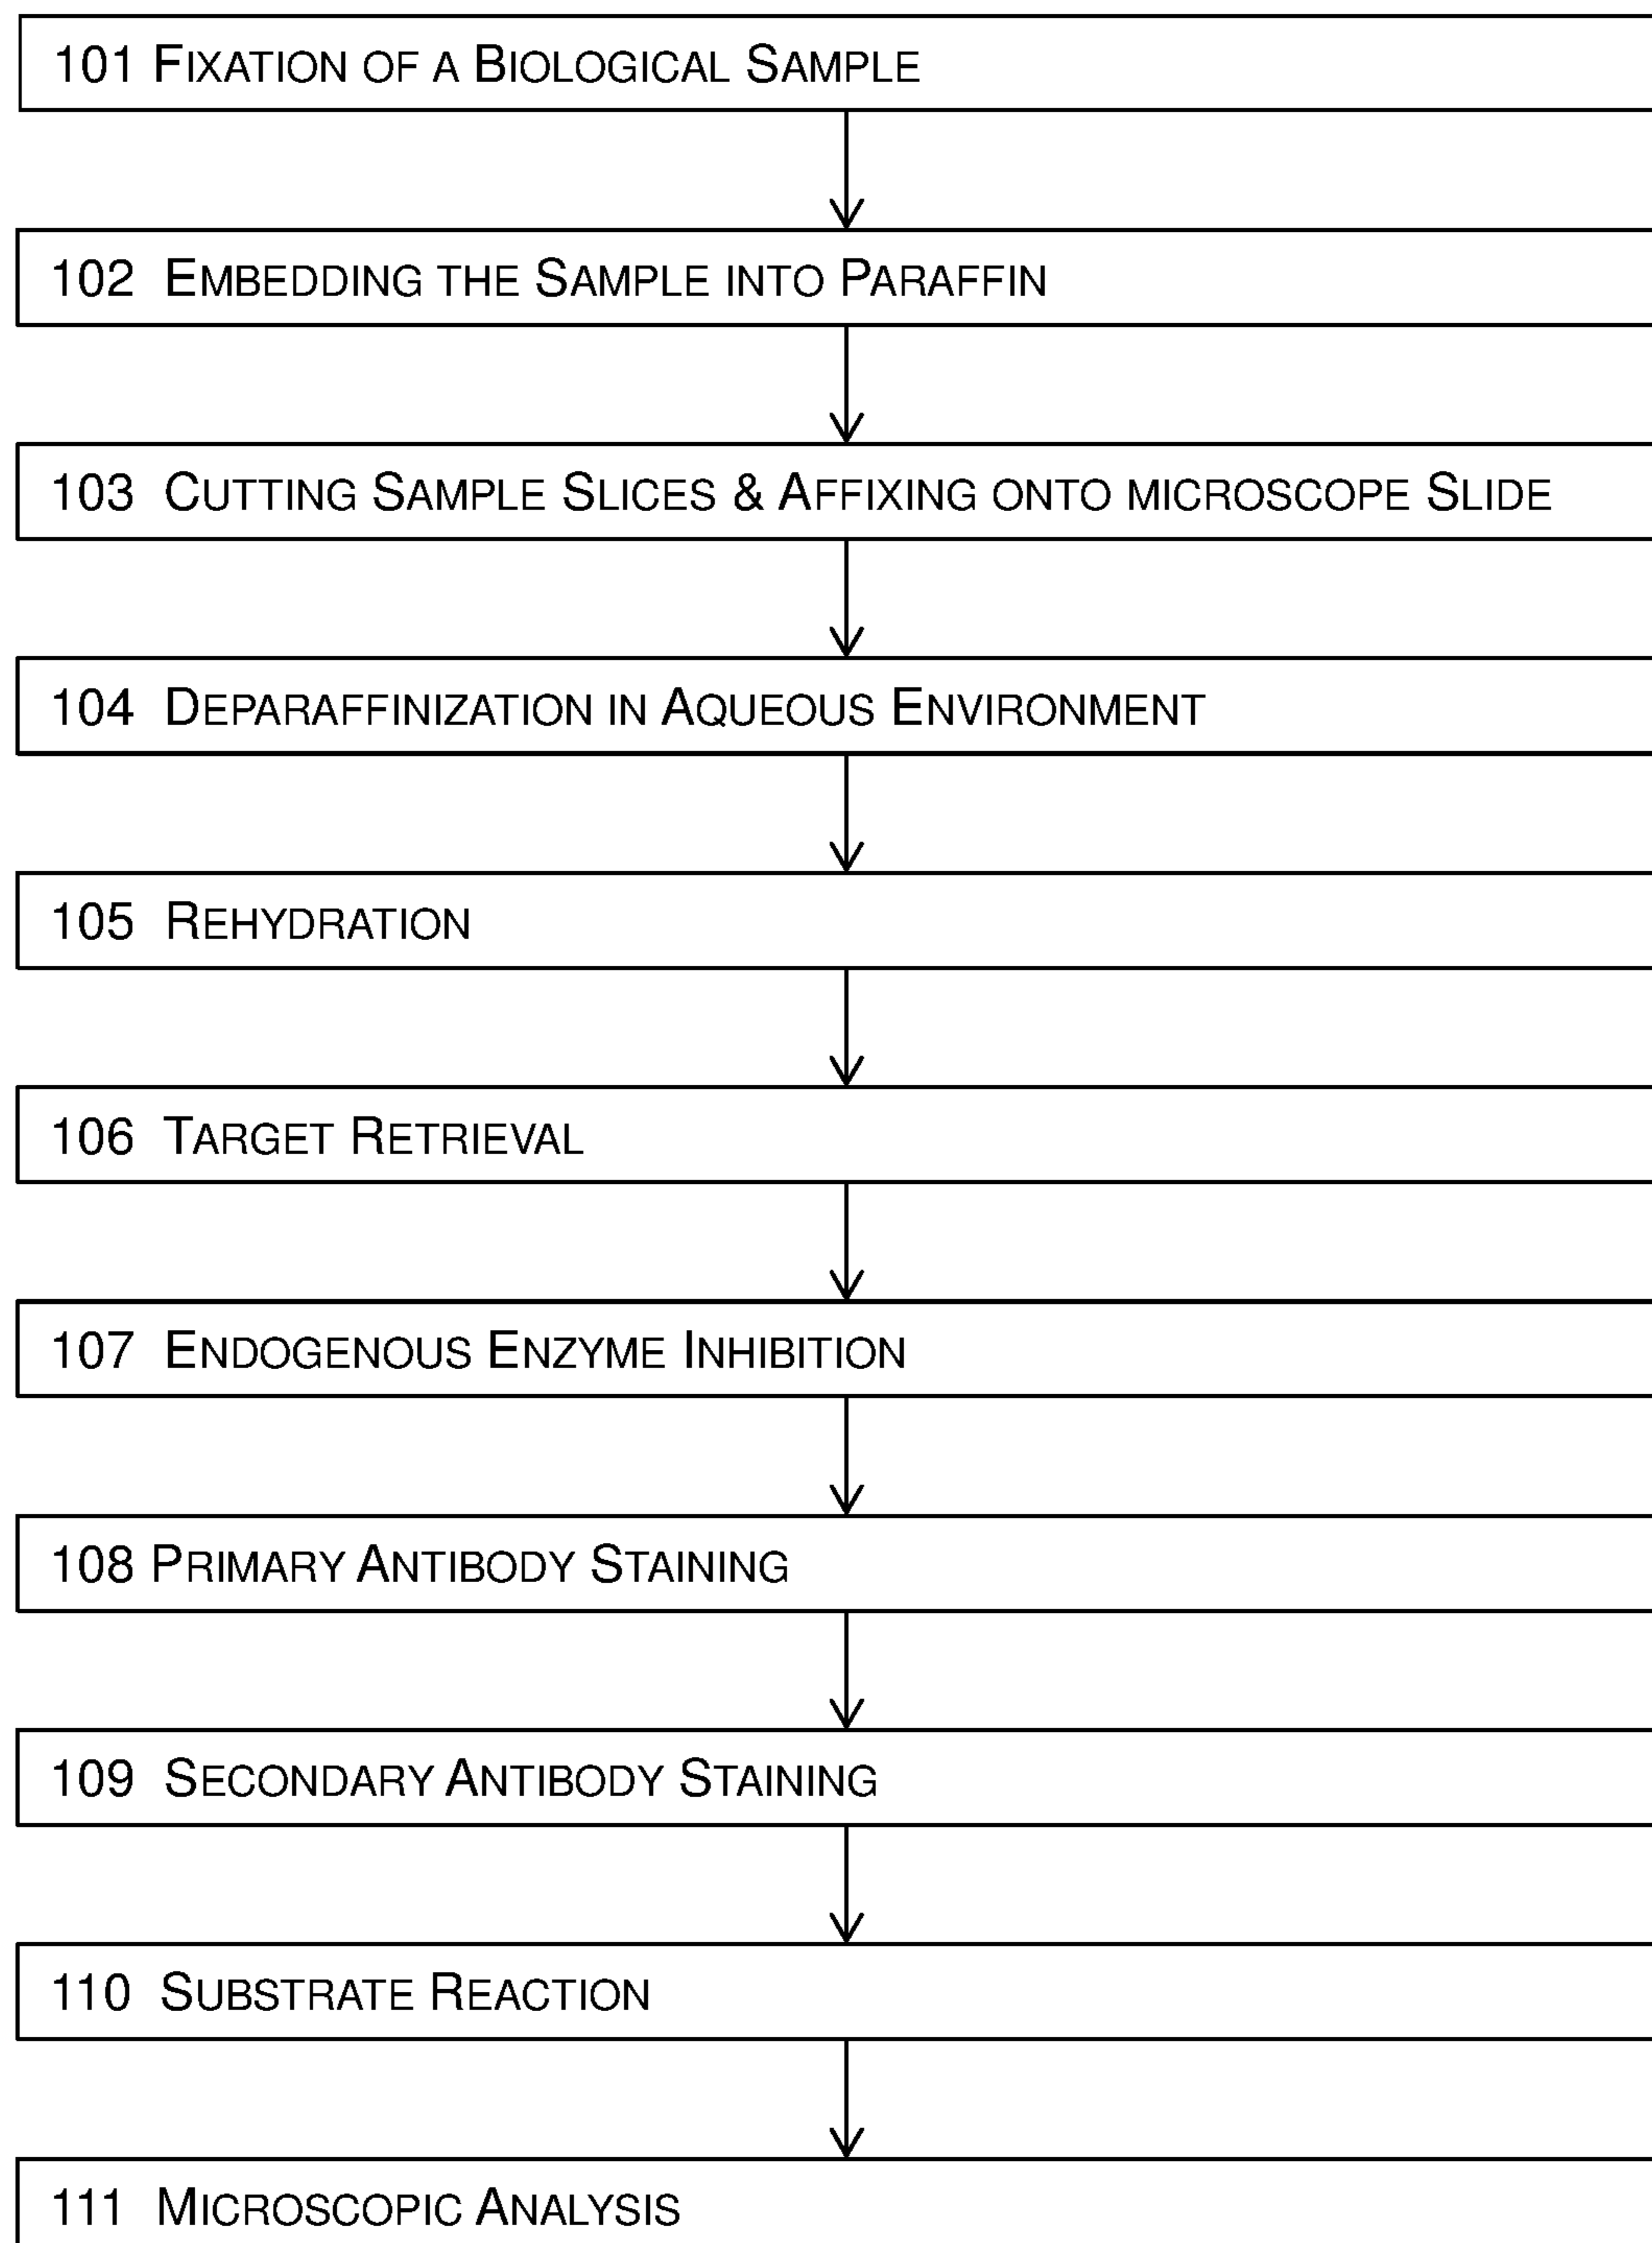 101 FIXATION OF A BIOLOGICAL SAMPLE
102 EMBEDDING THE SAMPLE INTO PARAFFIN
103 CUTTING SAMPLE SLICES & AFFIXING ONTO MICROSCOPE SLIDE
104 DEPARAFFINIZATION IN AQUEOUS ENVIRONMENT
105 REHYDRATION
106 TARGET RETRIEVAL
107 ENDOGENOUS ENZYME INHIBITION
108 PRIMARY ANTIBODY STAINING
109 SECONDARY ANTIBODY STAINING
110 SUBSTRATE REACTION
111 MICROSCOPIC ANALYSIS